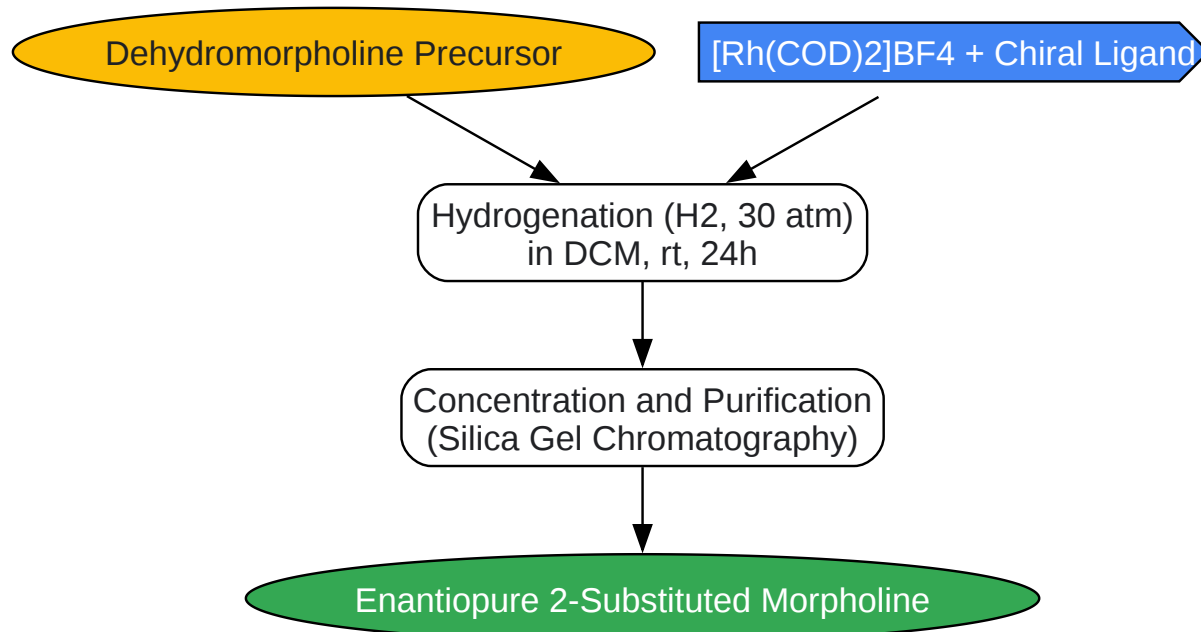 Dehydromorpholine Precursor
[Rh(COD)2]BF4 + Chiral Ligand
Hydrogenation (H2, 30 atm)
in DCM, rt, 24h
Concentration and Purification
(Silica Gel Chromatography)
Enantiopure 2-Substituted Morpholine